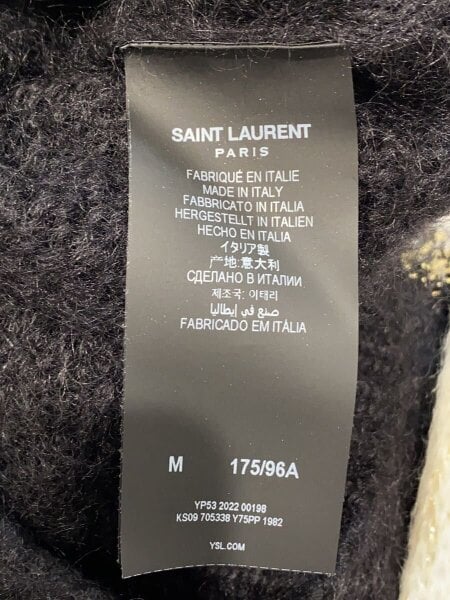 SAINT LAURENT
PARIS
FABRIQUÉ EN ITALIE
MADE IN ITALY
FABBRICATO IN ITALIA
HERGESTELLT IN ITALIEN
HECHO EN ITALIA
イタリア製
产地:意大利
СДЕЛАНО В ИТАЛИИ
제조국: 이태리
صنع في إيطاليا
FABRICADO EM ITÁLIA
M 175/96A
YP53 2022 00198
KS09 705338 Y75PP 1982
YSL.COM